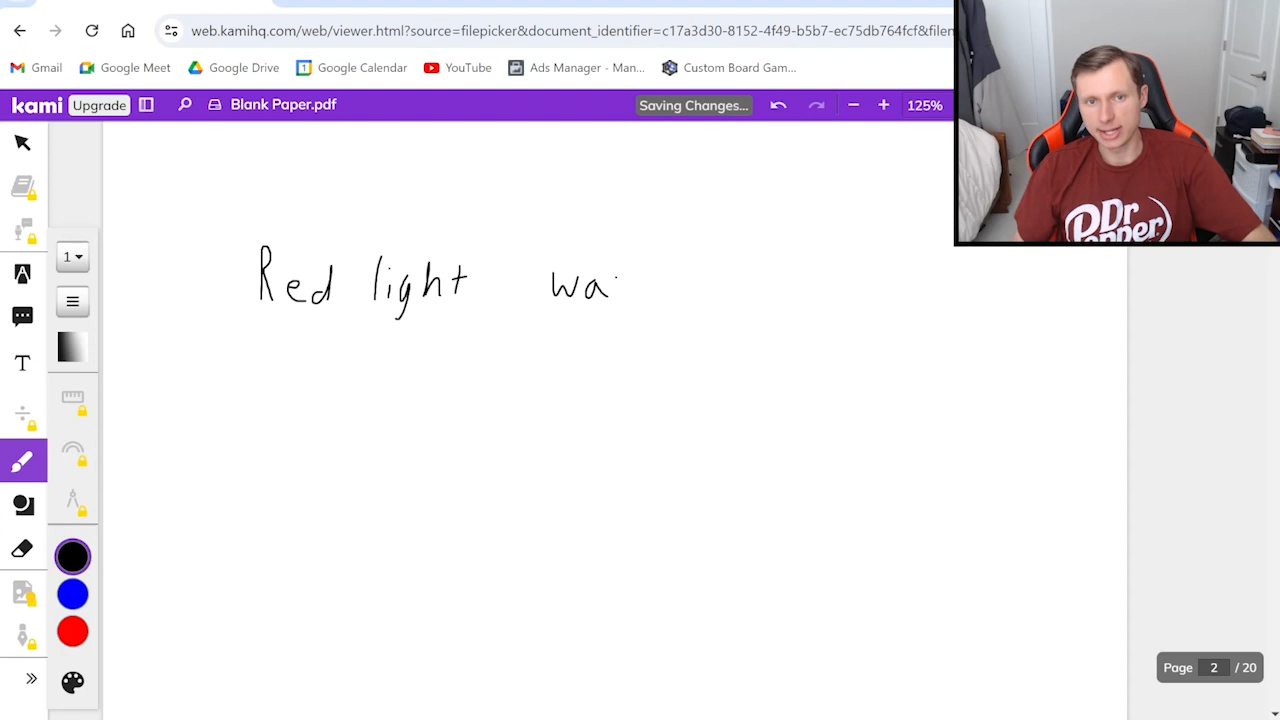 web.kamihq.com/web/viewer.html?source=filepicker&document_identifier=c17a3d30-8152-4f49-b5b7-ec75db764fcf&filen
Gmail Google Meet Google Drive 1 Google Calendar YouTube Ads Manager - Man... Custom Board Gam...
kami Upgrade Blank Paper.pdf Saving Changes... 125%
Dr
Pepper
1
Red light wa
T
Page 2 / 20